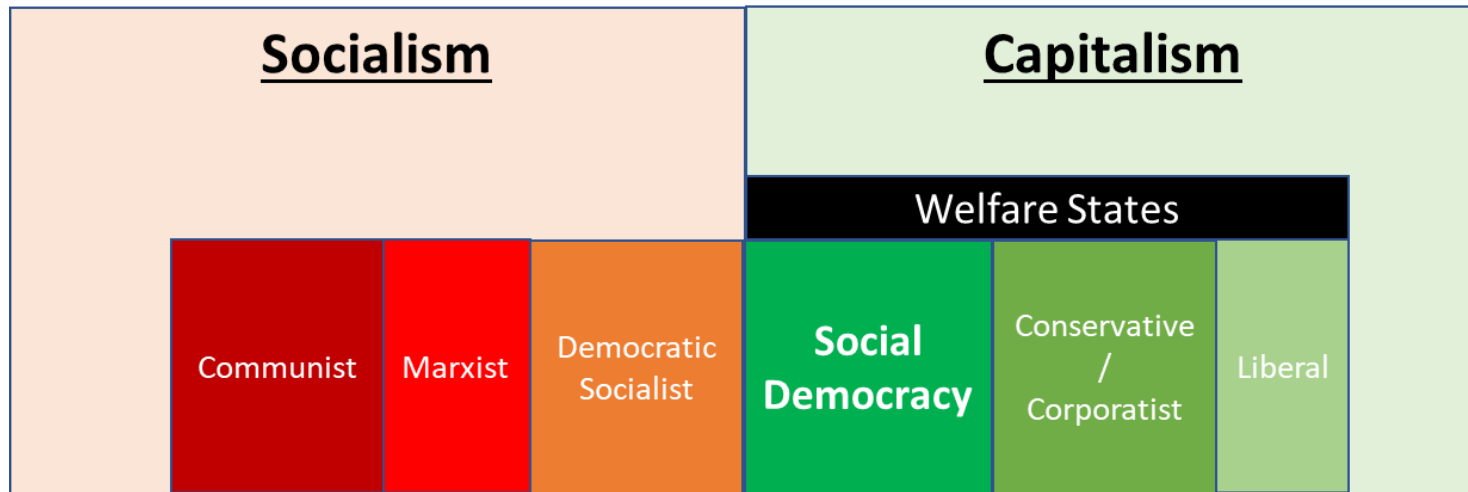 Socialism
Capitalism
Welfare States
Communist
Marxist
Democratic
Socialist
Social
Democracy
Conservative
/
Corporatist
Liberal